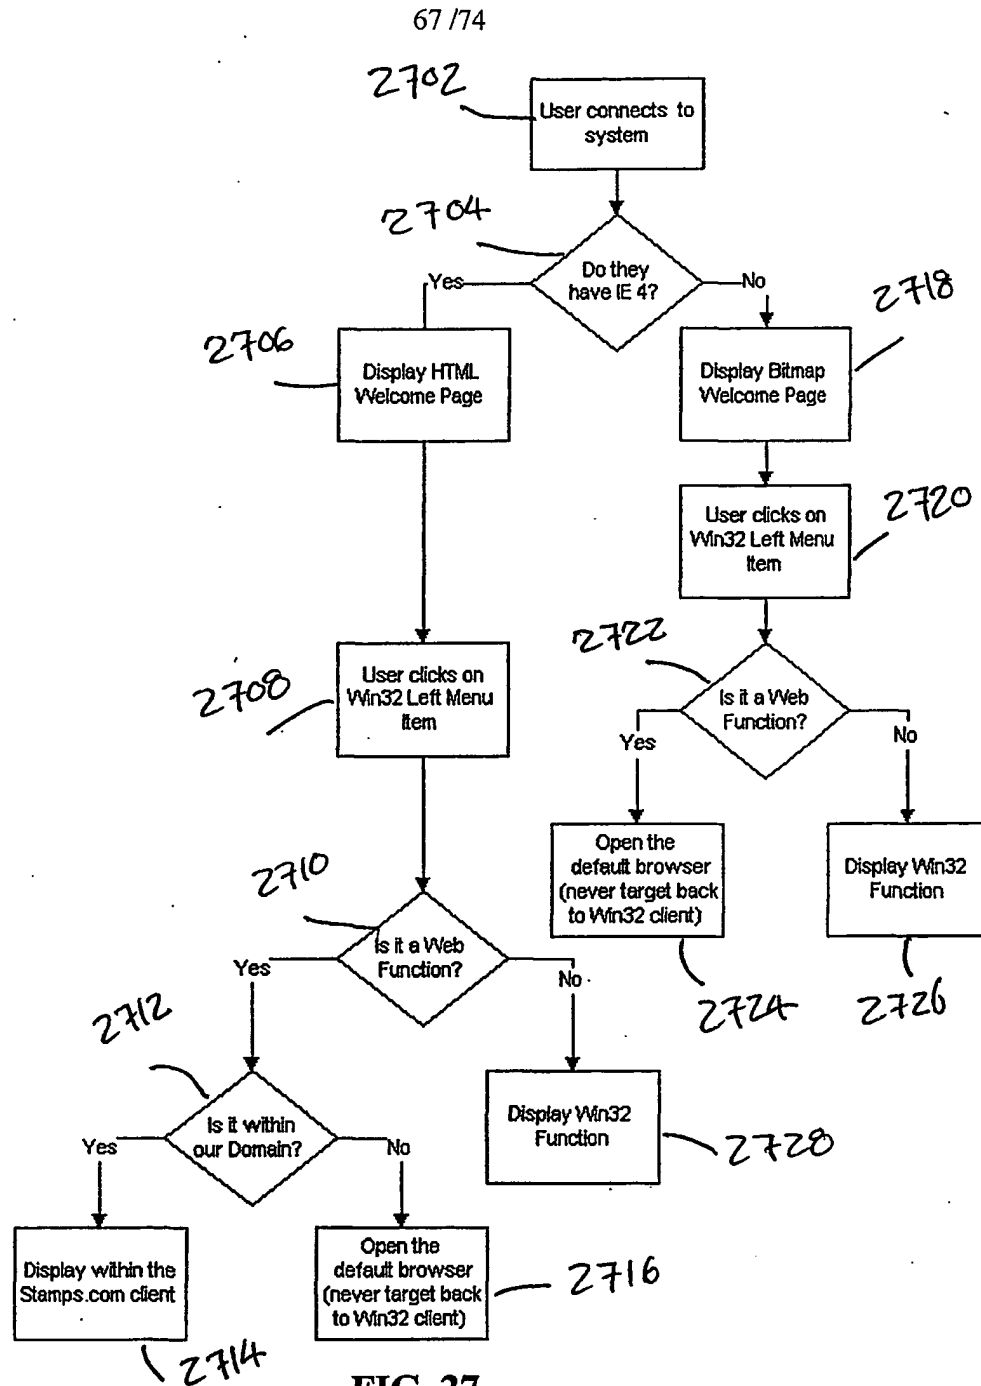 67/74
2702
User connects to
system
2704
Do they
have IE 4?
Yes
No
2706
Display HTML
Welcome Page
2718
Display Bitmap
Welcome Page
2720
User clicks on
Win32 Left Menu
Item
2722
Is it a Web
Function?
Yes
No
2708
User clicks on
Win32 Left Menu
Item
Open the
default browser
(never target back
to Win32 client)
2724
Display Win32
Function
2726
2710
Is it a Web
Function?
Yes
No
2712
Is it within
our Domain?
Yes
No
Display Win32
Function
2728
Display within the
Stamps.com client
2714
Open the
default browser
(never target back
to Win32 client)
2716
FIG. 27